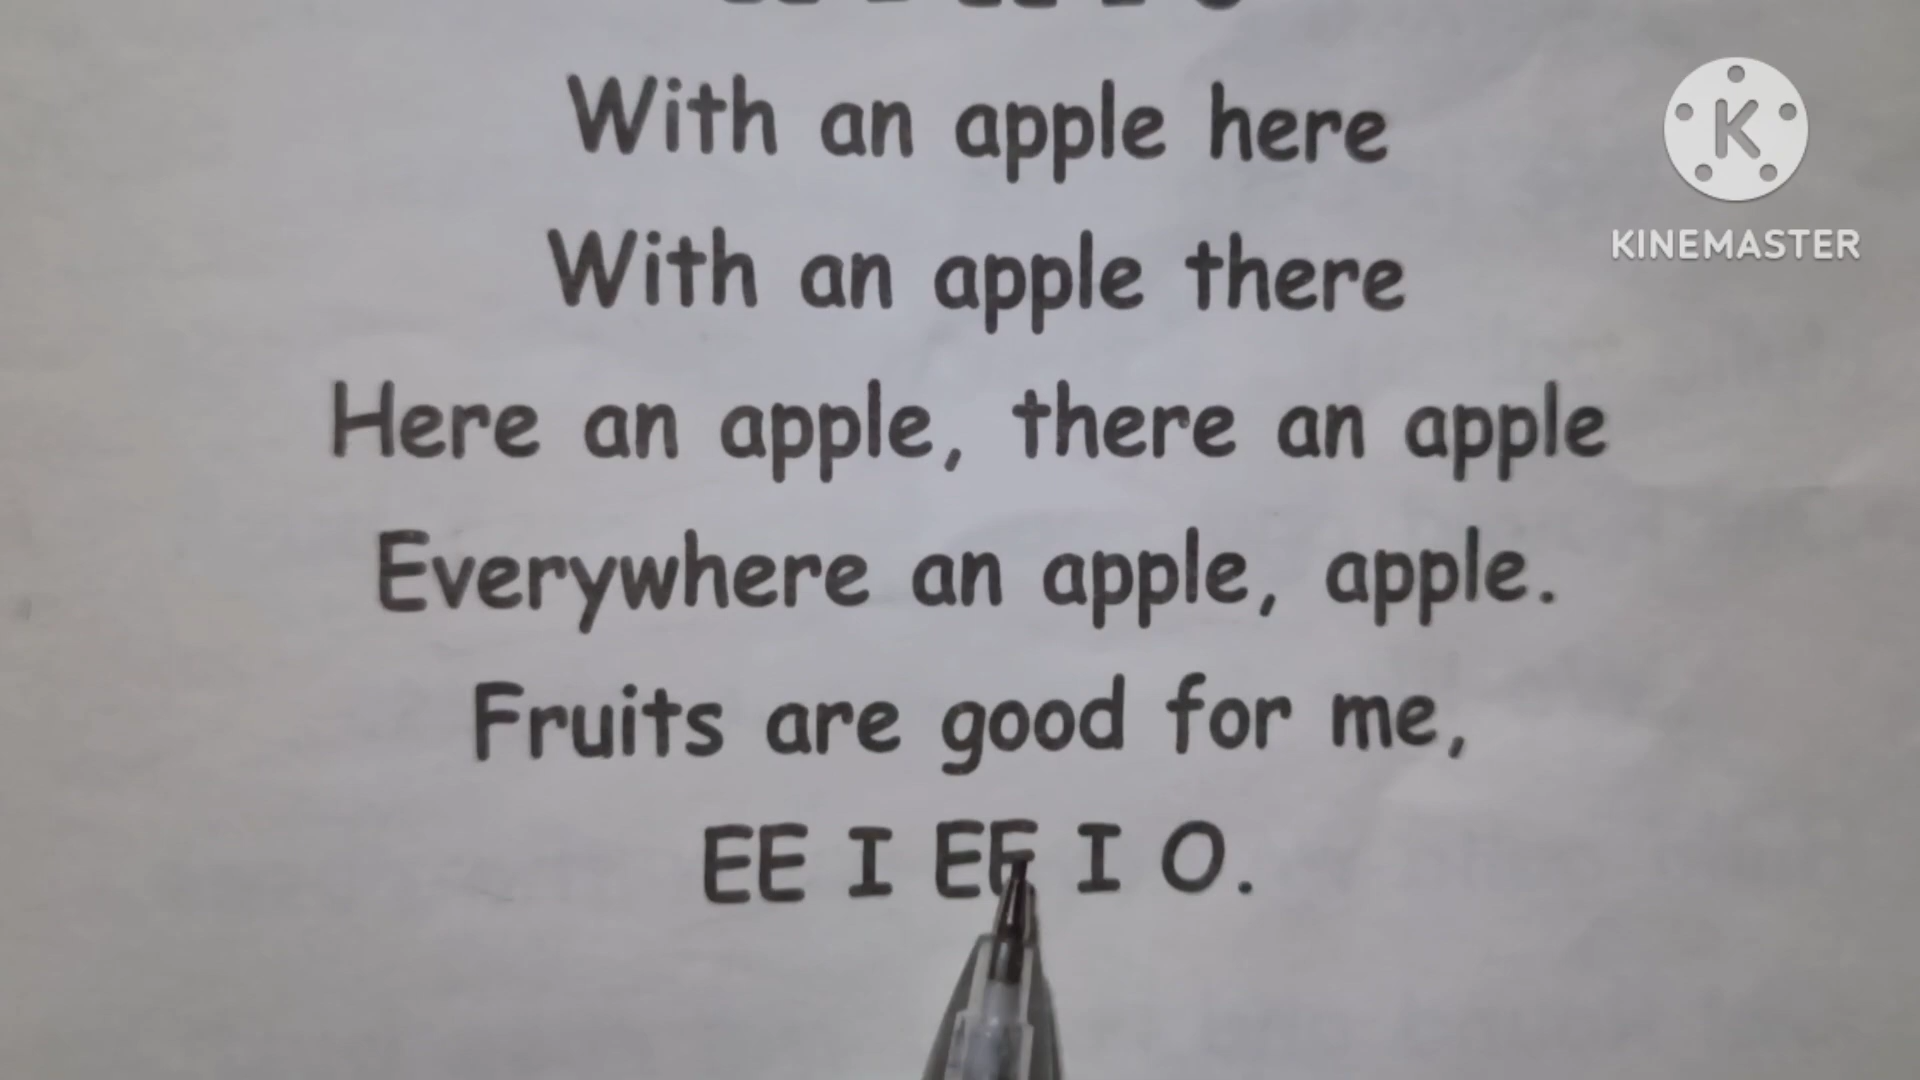 With an apple here
With an apple there
Here an apple, there an apple
Everywhere an apple, apple.
Fruits are good for me,
EE I EE I O.
K
KINEMASTER